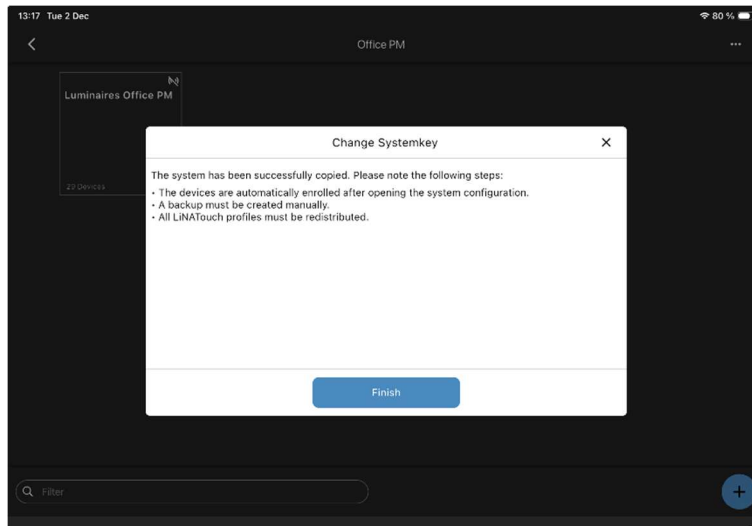 13:17 Tue 2 Dec
80 %
Office PM
Luminaires Office PM
29 Devices
Change Systemkey
The system has been successfully copied. Please note the following steps:
• The devices are automatically enrolled after opening the system configuration.
• A backup must be created manually.
• All LiNATouch profiles must be redistributed.
Finish
Filter